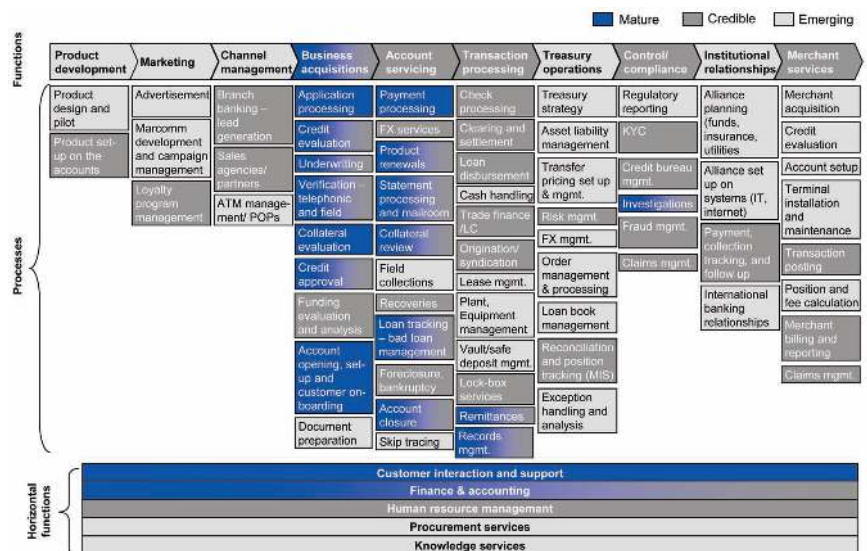 Mature
Credible
Emerging
Functions
Product
development
Marketing
Channel
management
Business
acquisitions
Account
servicing
Transaction
processing
Treasury
operations
Control/
compliance
Institutional
relationships
Merchant
services
Processes
Product
design and
pilot
Product set-
up on the
accounts
Advertisement
Marcomm
development
and campaign
management
Loyalty
program
management
Branch
banking –
lead
generation
Sales
agencies/
partners
ATM manage-
ment/ POPs
Application
processing
Credit
evaluation
Underwriting
Verification –
telephonic
and field
Collateral
evaluation
Credit
approval
Funding
evaluation
and analysis
Account
opening, set-
up and
customer on-
boarding
Document
preparation
Payment
processing
FX services
Product
renewals
Statement
processing
and mailroom
Collateral
review
Field
collections
Recoveries
Loan tracking
– bad loan
management
Foreclosure,
bankruptcy
Account
closure
Skip tracing
Check
processing
Clearing and
settlement
Loan
disbursement
Cash handling
Trade finance
/LC
Origination/
syndication
Lease mgmt.
Plant,
Equipment
management
Vault/safe
deposit mgmt.
Lock-box
services
Remittances
Records
mgmt.
Treasury
strategy
Asset liability
management
Transfer
pricing set up
& mgmt.
Risk mgmt.
FX mgmt.
Order
management
& processing
Loan book
management
Reconciliation
and position
tracking (MIS)
Exception
handling and
analysis
Regulatory
reporting
KYC
Credit bureau
mgmt.
Investigations
Fraud mgmt.
Claims mgmt.
Alliance
planning
(funds,
insurance,
utilities
Alliance set
up on
systems (IT,
internet)
Payment,
collection
tracking, and
follow up
International
banking
relationships
Merchant
acquisition
Credit
evaluation
Account setup
Terminal
installation
and
maintenance
Transaction
posting
Position and
fee calculation
Merchant
billing and
reporting
Claims mgmt.
Horizontal
functions
Customer interaction and support
Finance & accounting
Human resource management
Procurement services
Knowledge services